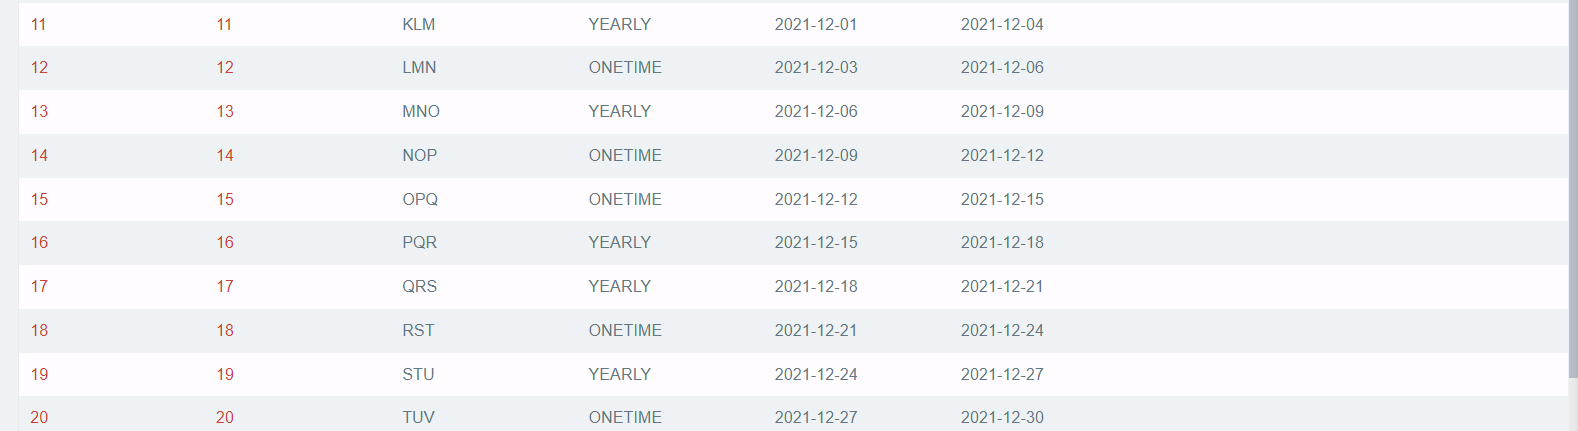 11 11 KLM YEARLY 2021-12-01 2021-12-04
12 12 LMN ONETIME 2021-12-03 2021-12-06
13 13 MNO YEARLY 2021-12-06 2021-12-09
14 14 NOP ONETIME 2021-12-09 2021-12-12
15 15 OPQ ONETIME 2021-12-12 2021-12-15
16 16 PQR YEARLY 2021-12-15 2021-12-18
17 17 QRS YEARLY 2021-12-18 2021-12-21
18 18 RST ONETIME 2021-12-21 2021-12-24
19 19 STU YEARLY 2021-12-24 2021-12-27
20 20 TUV ONETIME 2021-12-27 2021-12-30